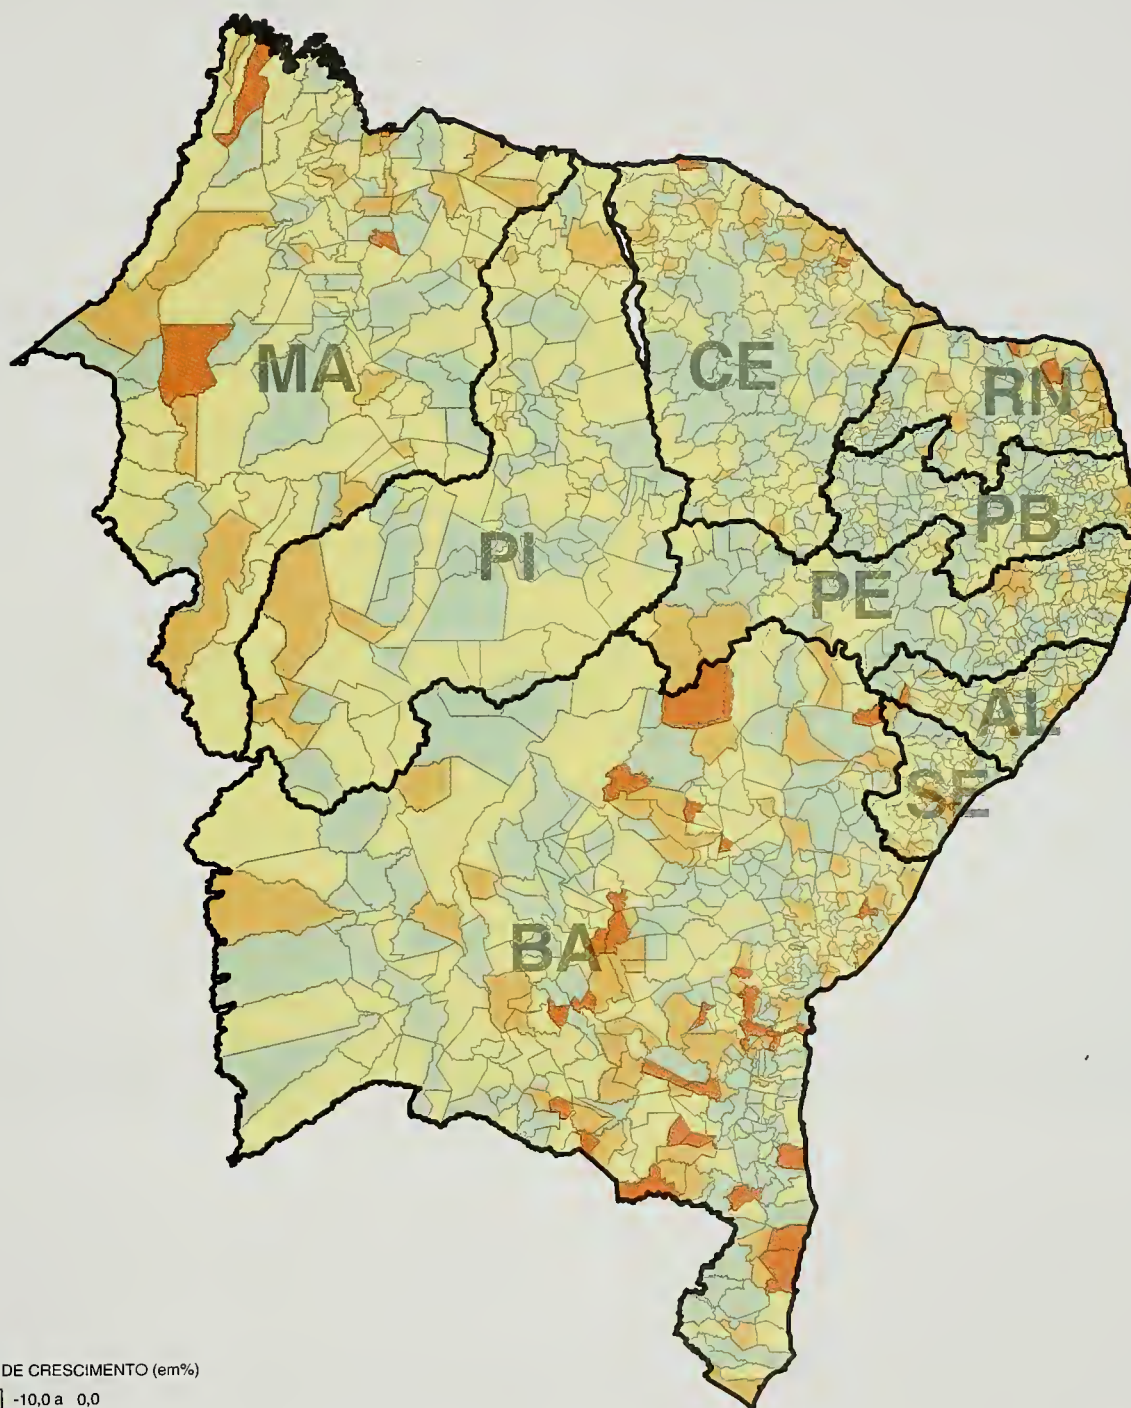 MA
CE
RN
PB
PI
PE
AL
SE
BA
DE CRESCIMENTO (em%)
-10,0 a 0,0